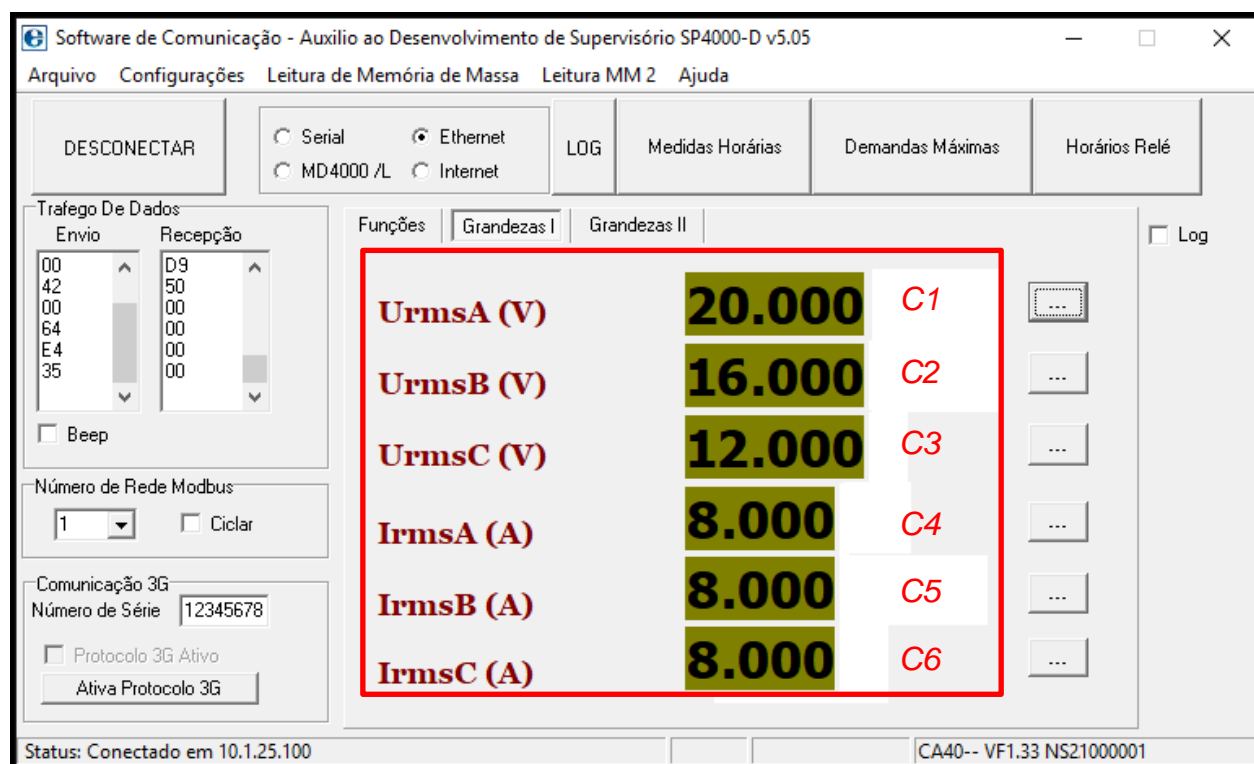 Software de Comunicação - Auxilio ao Desenvolvimento de Supervisório SP4000-D v5.05
Arquivo Configurações Leitura de Memória de Massa Leitura MM 2 Ajuda
DESCONECTAR
Serial
Ethernet
MD4000 /L
Internet
LOG
Medidas Horárias
Demandas Máximas
Horários Relé
Trafego De Dados
Envio Recepção
00 D9
42 50
00 00
64 00
E4 00
35 00
Beep
Número de Rede Modbus
1
Ciclar
Comunicação 3G
Número de Série 12345678
Protocolo 3G Ativo
Ativa Protocolo 3G
Funções Grandezas I Grandezas II
UrmsA (V) 20.000 C1 ...
UrmsB (V) 16.000 C2 ...
UrmsC (V) 12.000 C3 ...
IrmsA (A) 8.000 C4 ...
IrmsB (A) 8.000 C5 ...
IrmsC (A) 8.000 C6 ...
Log
Status: Conectado em 10.1.25.100
CA40-- VF1.33 NS21000001